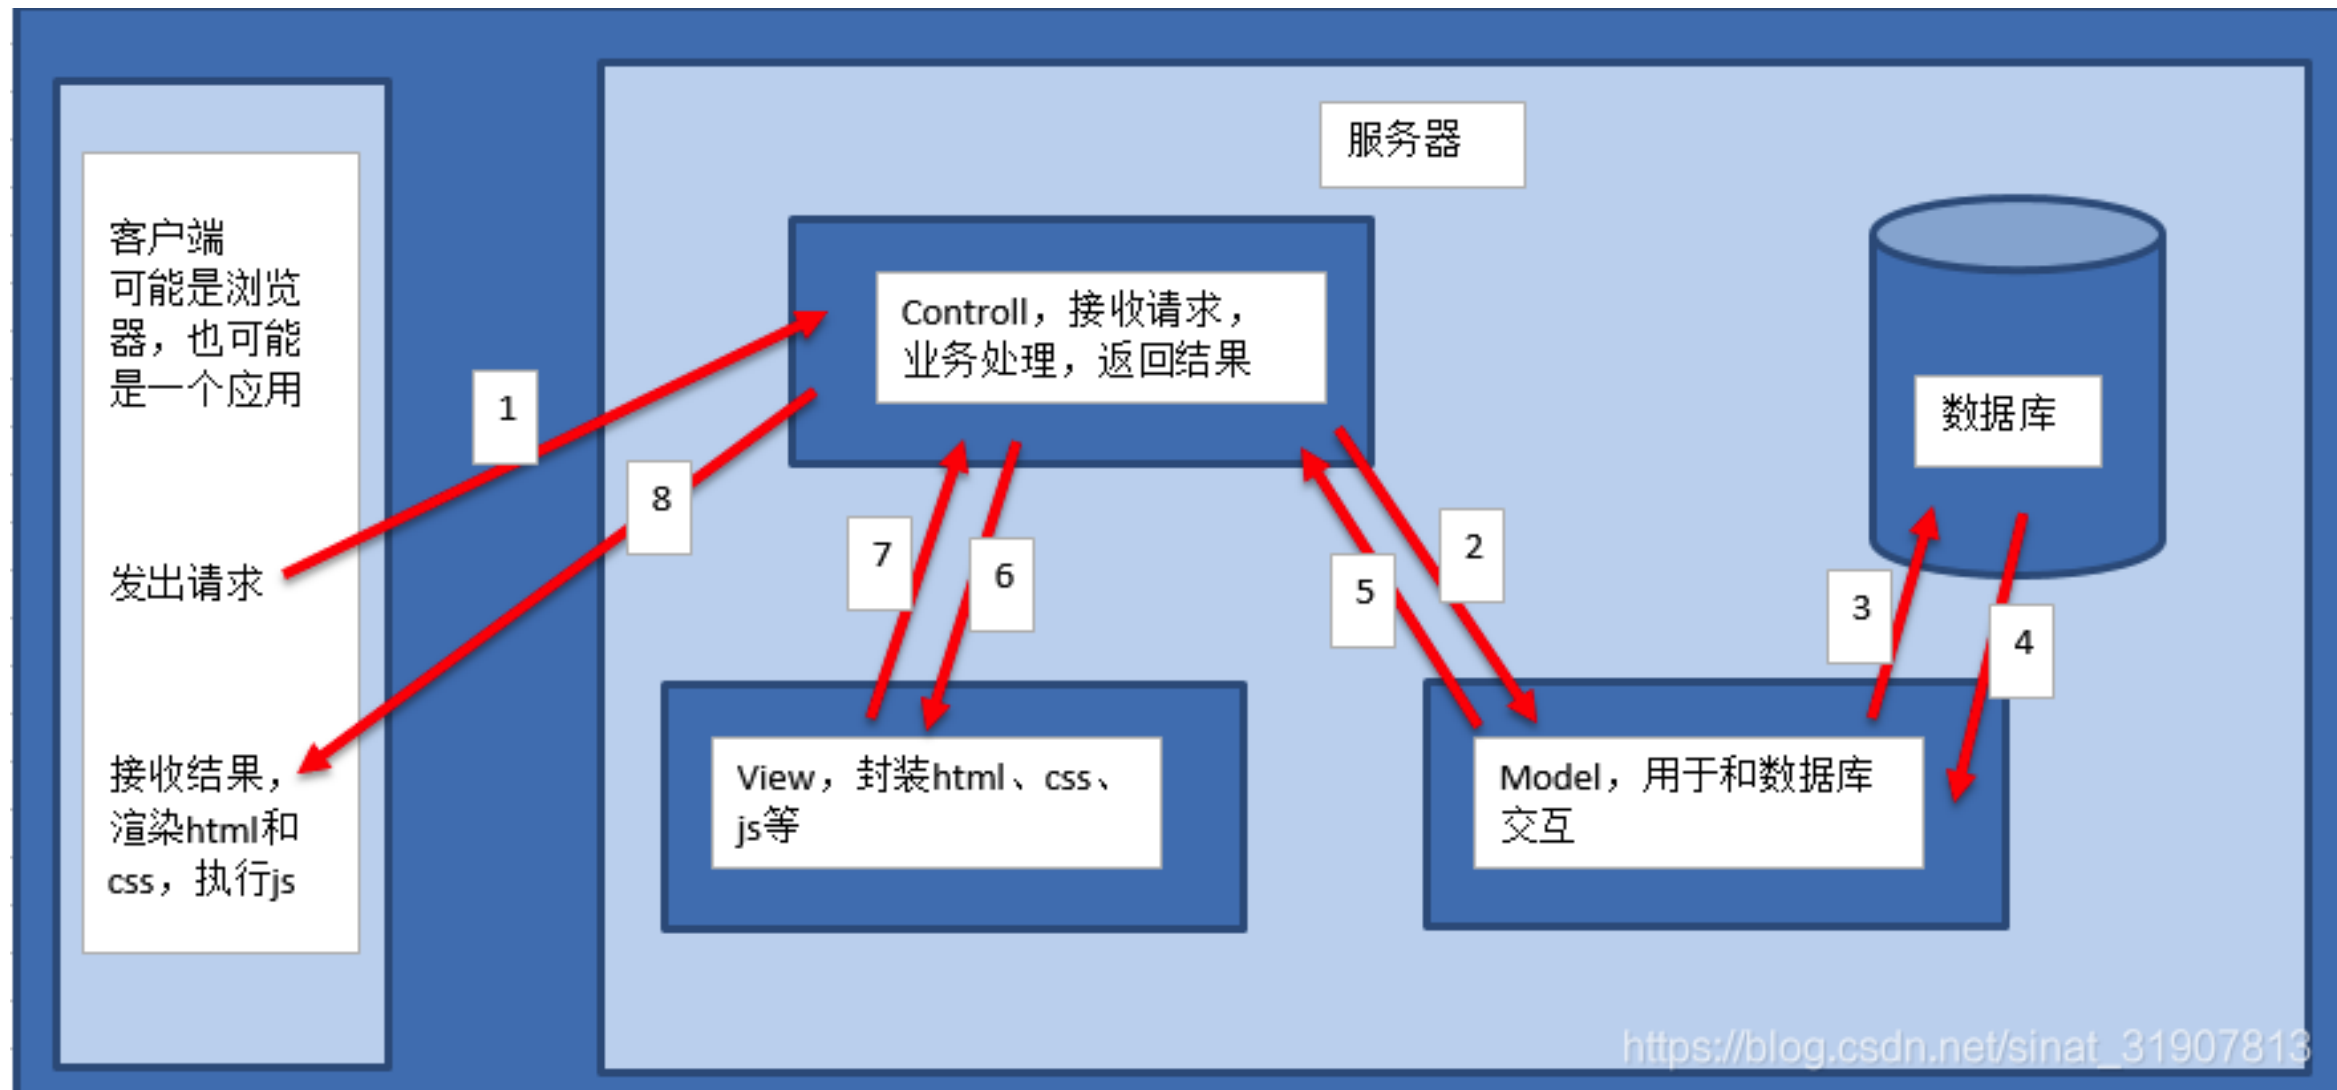 服务器
客户端
可能是浏览
器，也可能
是一个应用
发出请求
接收结果，
渲染html和
css，执行js
1
8
Controll，接收请求，
业务处理，返回结果
7
6
5
2
3
4
数据库
View，封装html、css、
js等
Model，用于和数据库
交互
https://blog.csdn.net/sinat_31907813